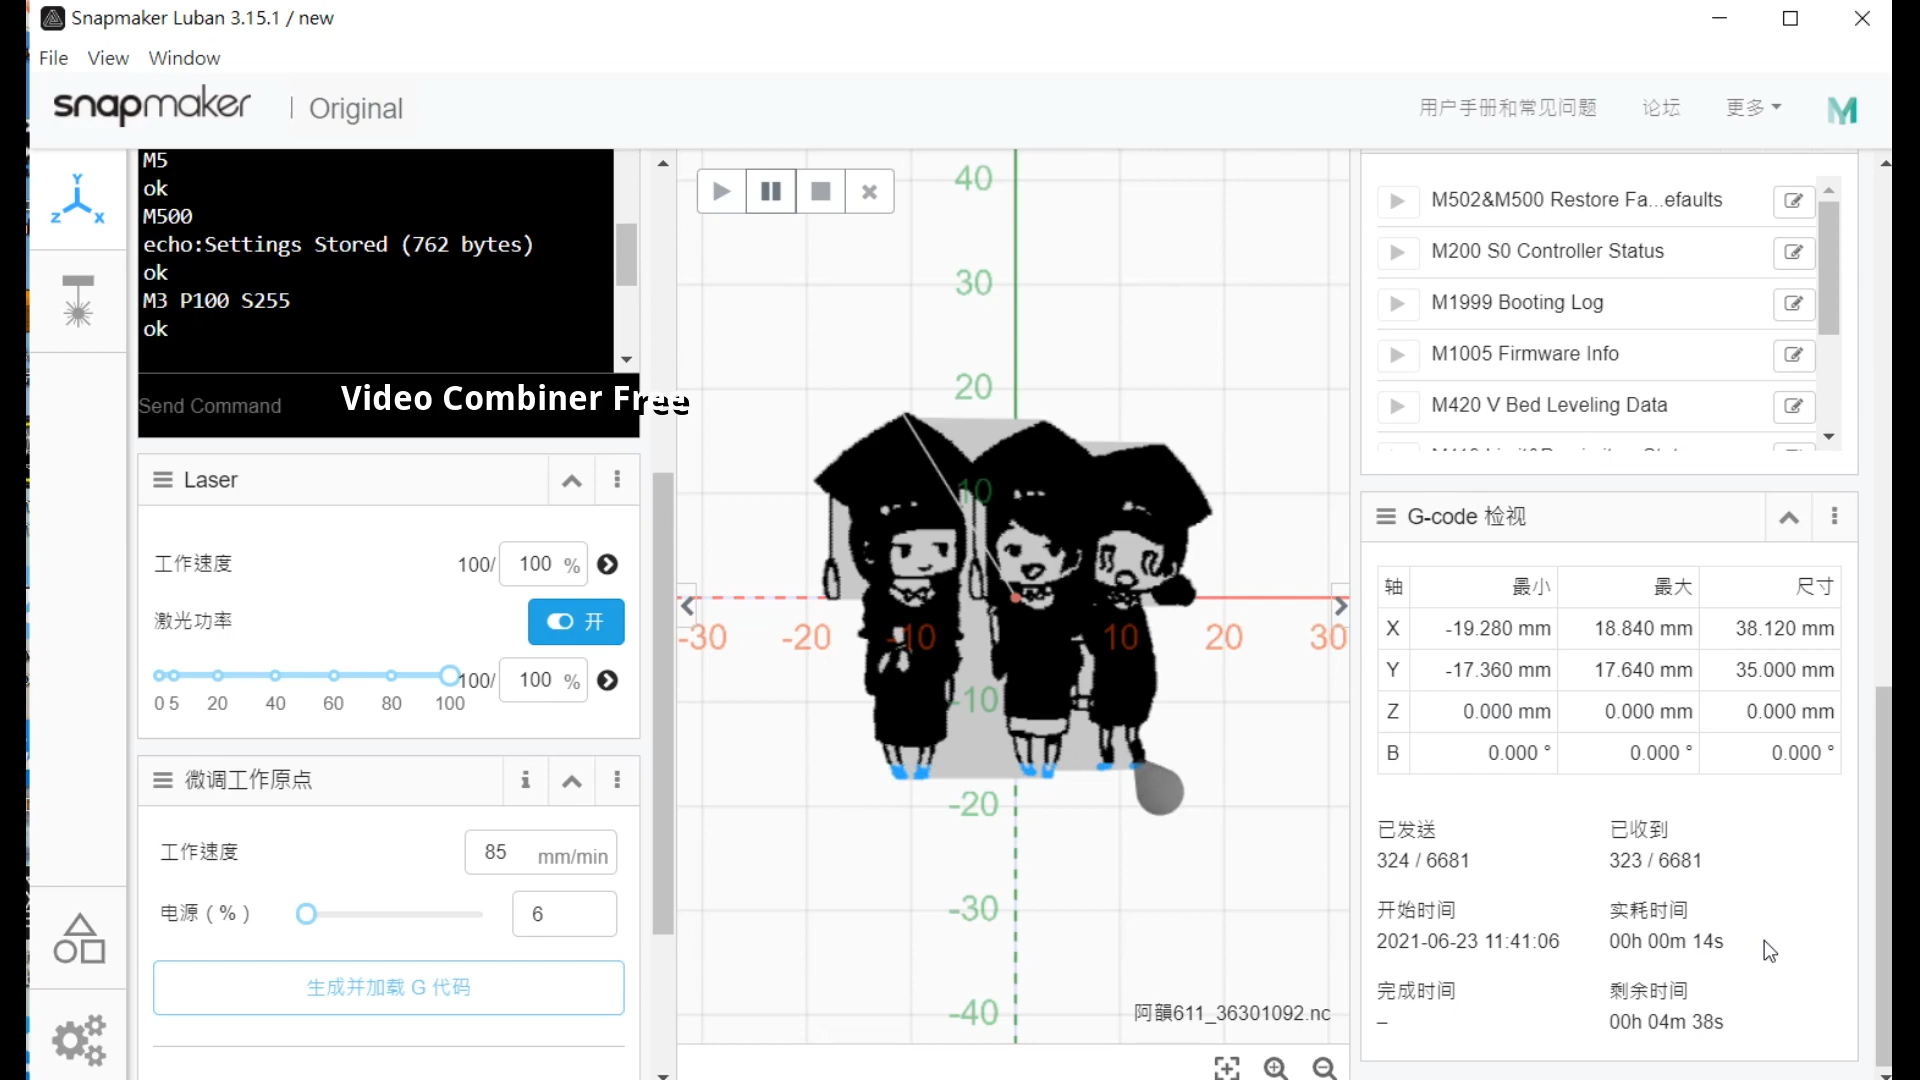 Snapmaker Luban 3.15.1 / new
File View Window
snapmaker | Original
用户手册和常见问题 论坛 更多
M5
ok
M500
echo:Settings Stored (762 bytes)
ok
M3 P100 S255
ok
Send Command
Video Combiner Free
Laser
工作速度 100/ 100 %
激光功率 开
100/ 100 %
0 5 20 40 60 80 100
微调工作原点
工作速度 85 mm/min
电源（%） 6
生成并加载 G 代码
40
30
20
10
-30 -20 -10 10 20 30
-10
-20
-30
-40
阿韻611_36301092.nc
M502&M500 Restore Fa...efaults
M200 S0 Controller Status
M1999 Booting Log
M1005 Firmware Info
M420 V Bed Leveling Data
G-code 检视
轴 最小 最大 尺寸
X -19.280 mm 18.840 mm 38.120 mm
Y -17.360 mm 17.640 mm 35.000 mm
Z 0.000 mm 0.000 mm 0.000 mm
B 0.000 ° 0.000 ° 0.000 °
已发送 已收到
324 / 6681 323 / 6681
开始时间 实耗时间
2021-06-23 11:41:06 00h 00m 14s
完成时间 剩余时间
– 00h 04m 38s